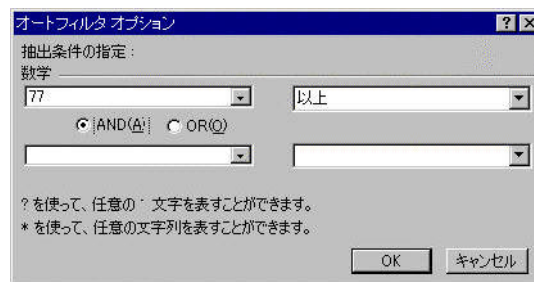 オートフィルタ オプション
抽出条件の指定:
数学
77 以上
AND(A) OR(O)
? を使って、任意の 1 文字を表すことができます。
* を使って、任意の文字列を表すことができます。
OK キャンセル